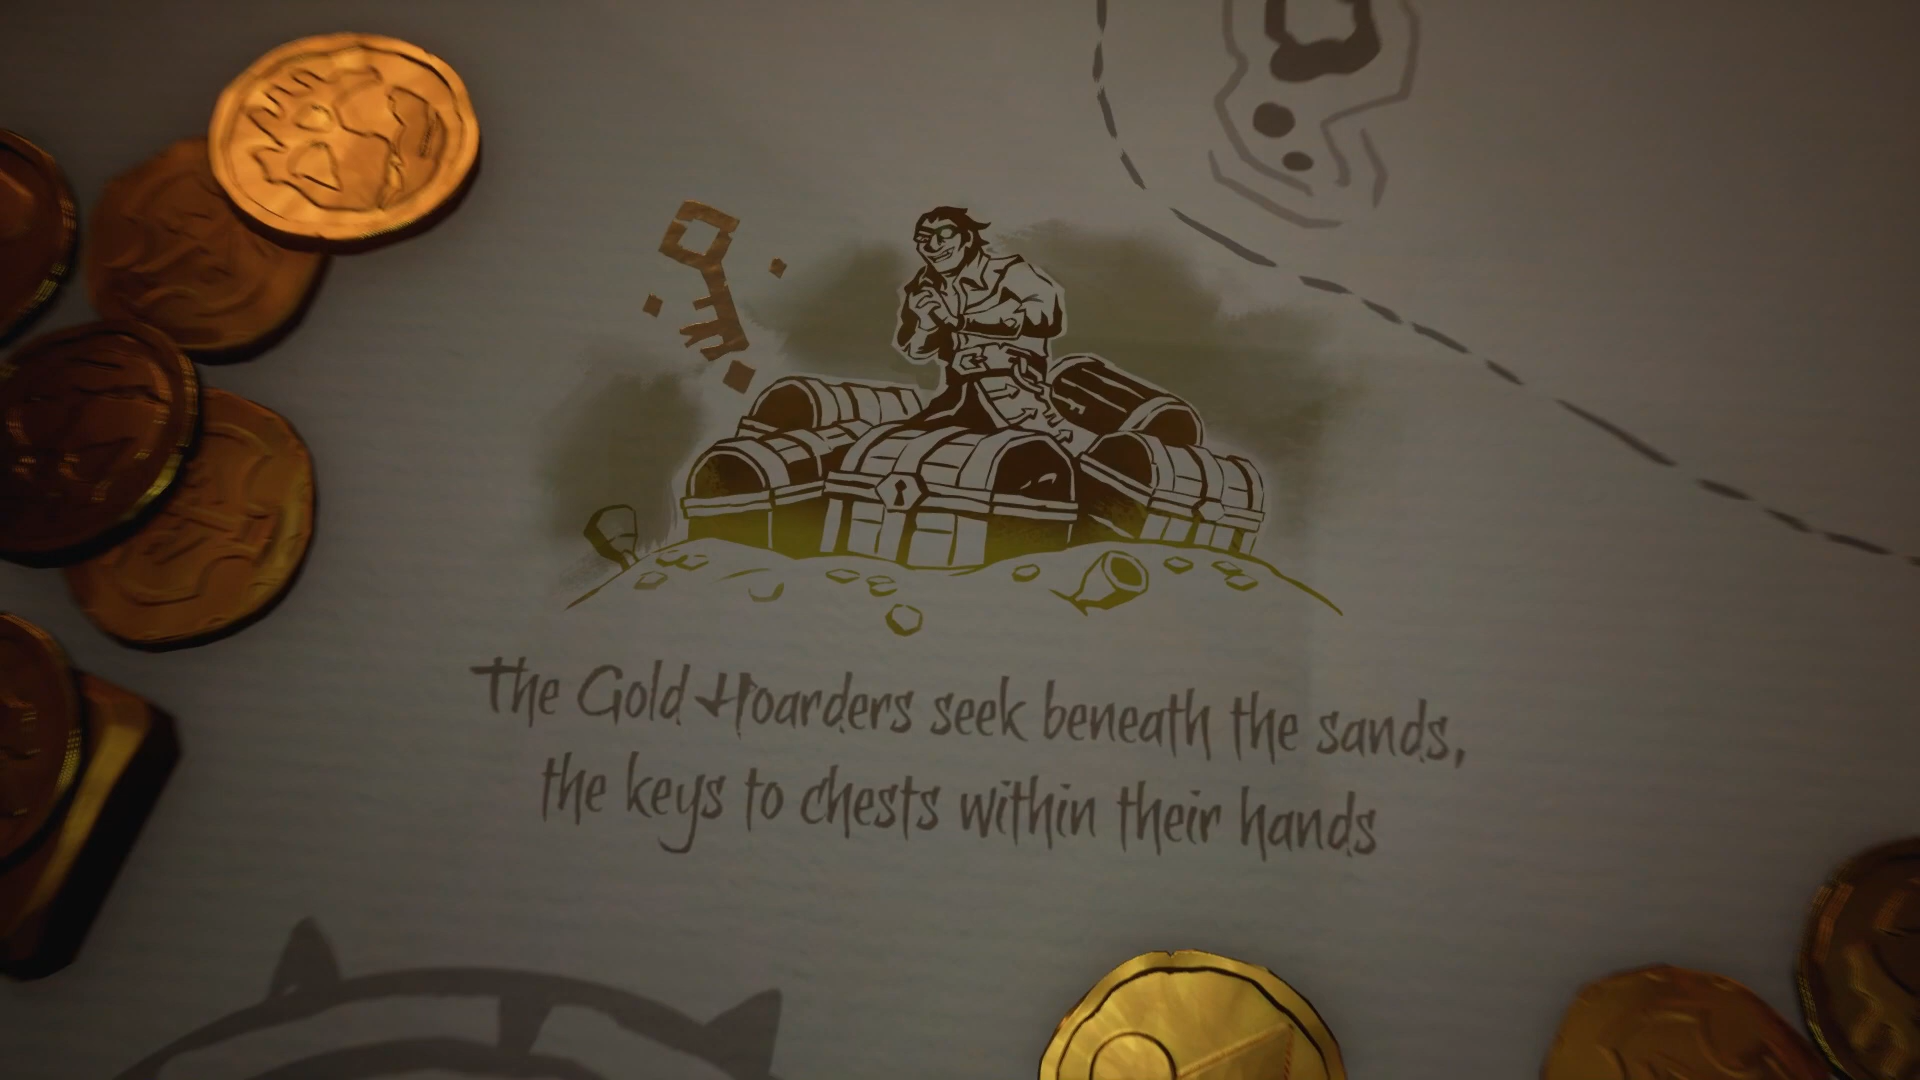 The Gold Hoarders seek beneath the sands,
the keys to chests within their hands